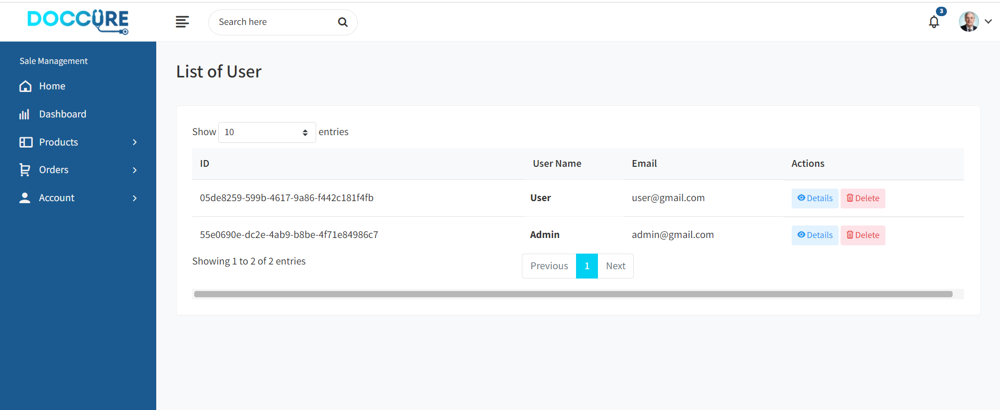 DOCCURE
Search here
3
Sale Management
Home
Dashboard
Products
Orders
Account
List of User
Show 10 entries
ID User Name Email Actions
05de8259-599b-4617-9a86-f442c181f4fb User user@gmail.com Details Delete
55e0690e-dc2e-4ab9-b8be-4f71e84986c7 Admin admin@gmail.com Details Delete
Showing 1 to 2 of 2 entries
Previous 1 Next